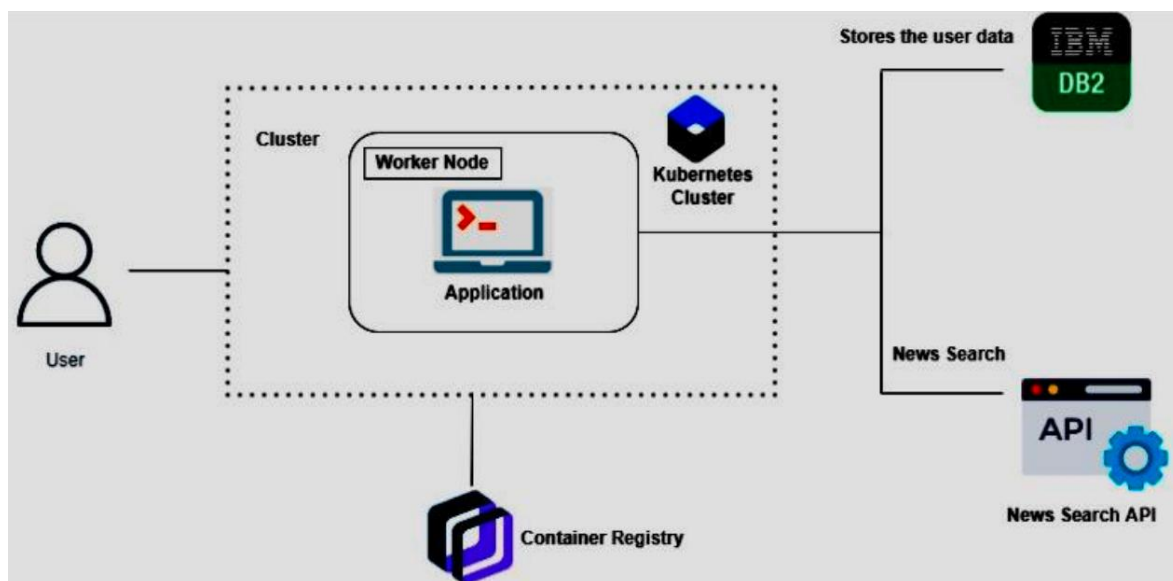 Stores the user data
IBM
DB2
Cluster
Worker Node
Kubernetes
Cluster
Application
User
News Search
API
News Search API
Container Registry